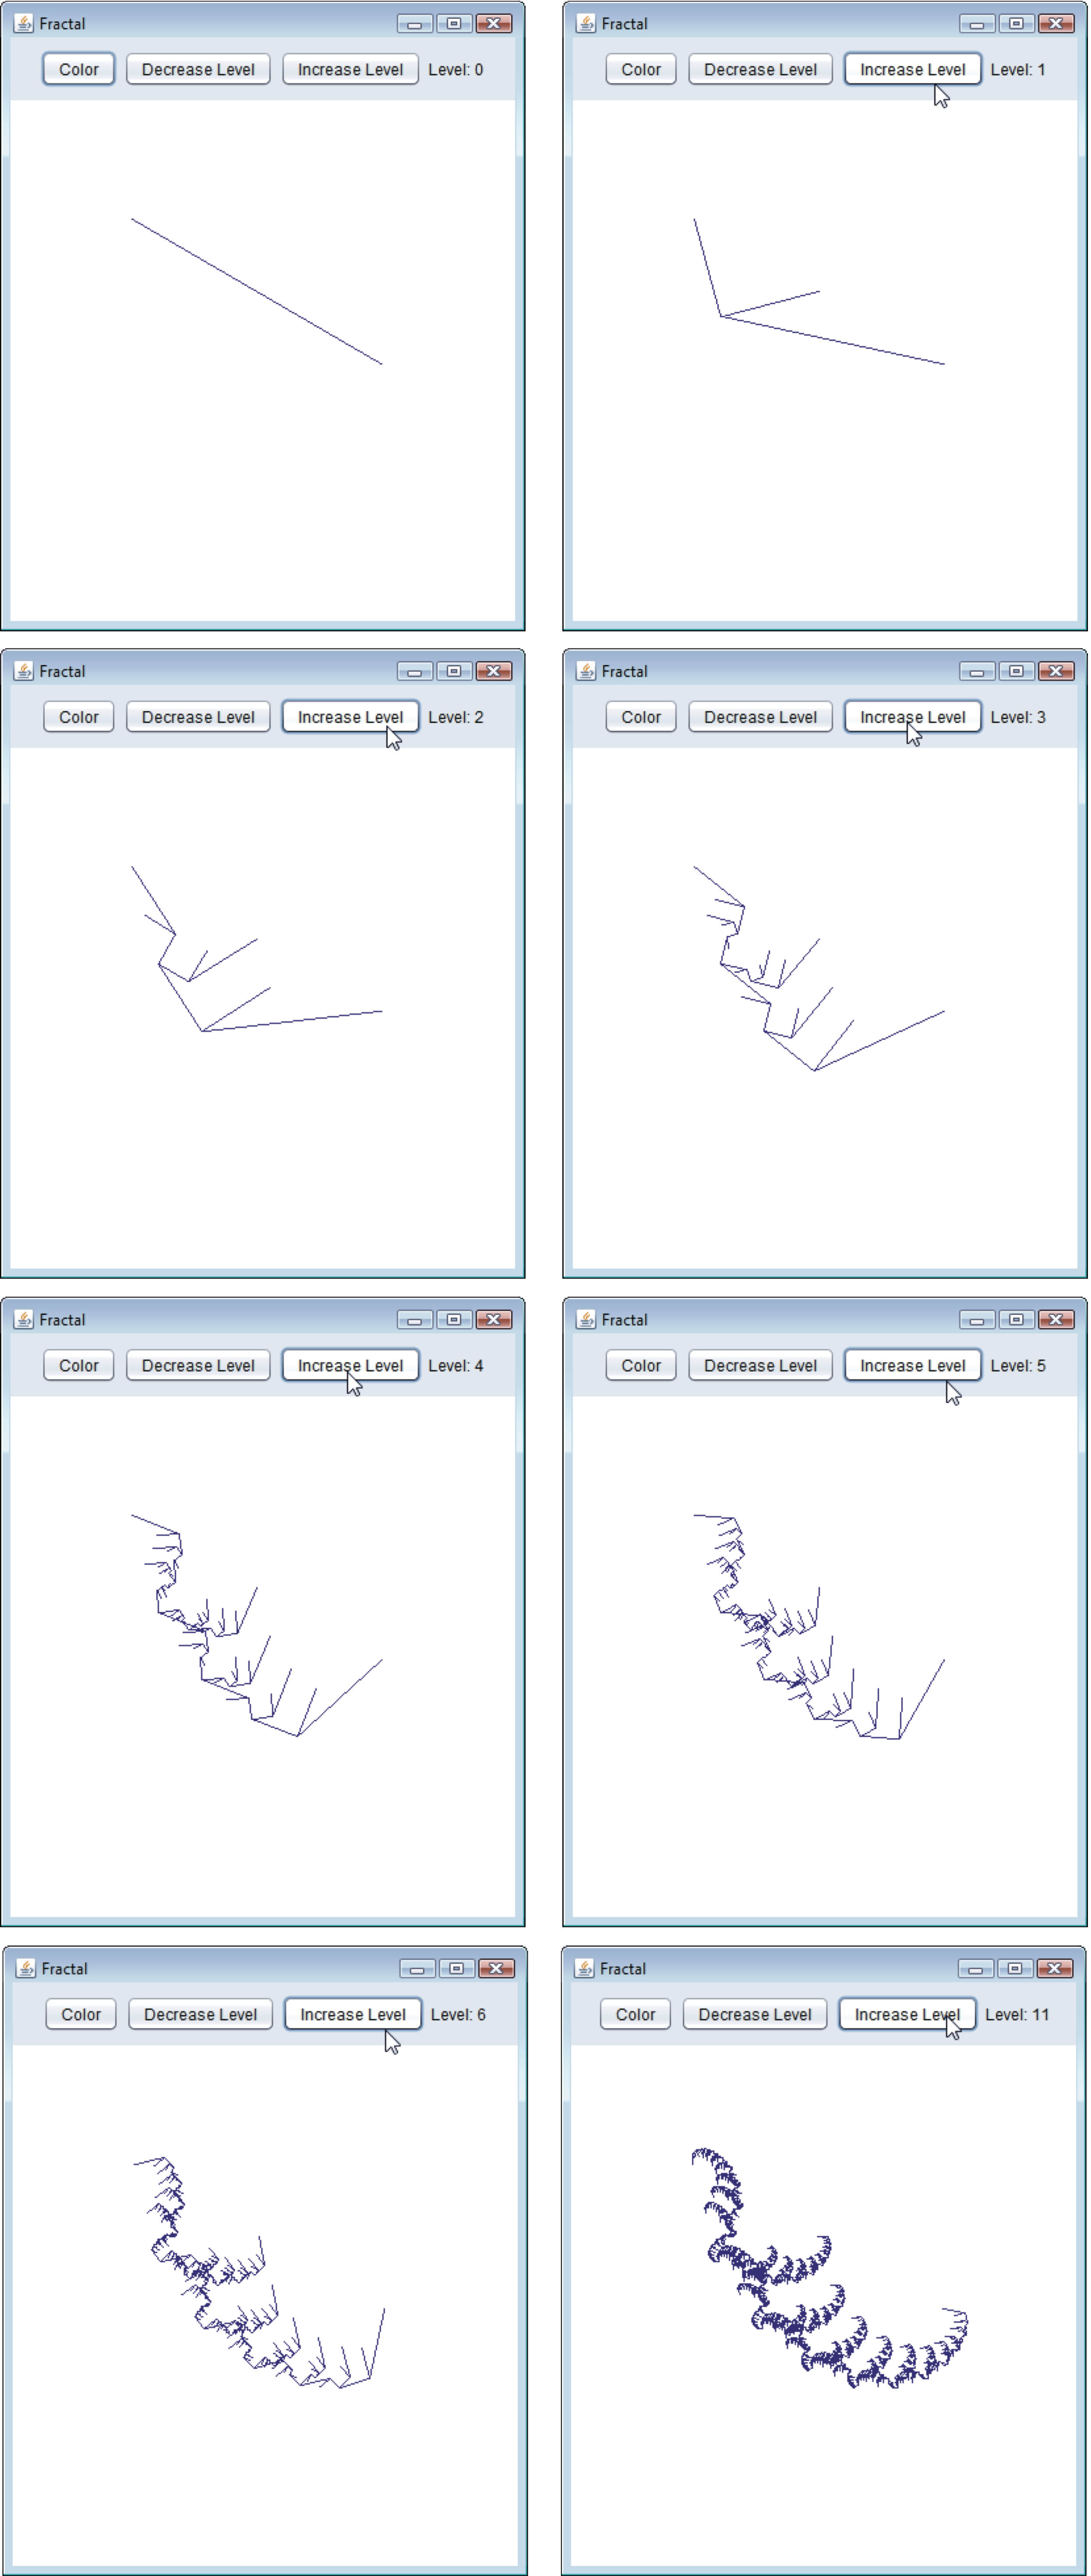 Fractal
Color Decrease Level Increase Level Level: 0
Fractal
Color Decrease Level Increase Level Level: 1
Fractal
Color Decrease Level Increase Level Level: 2
Fractal
Color Decrease Level Increase Level Level: 3
Fractal
Color Decrease Level Increase Level Level: 4
Fractal
Color Decrease Level Increase Level Level: 5
Fractal
Color Decrease Level Increase Level Level: 6
Fractal
Color Decrease Level Increase Level Level: 11